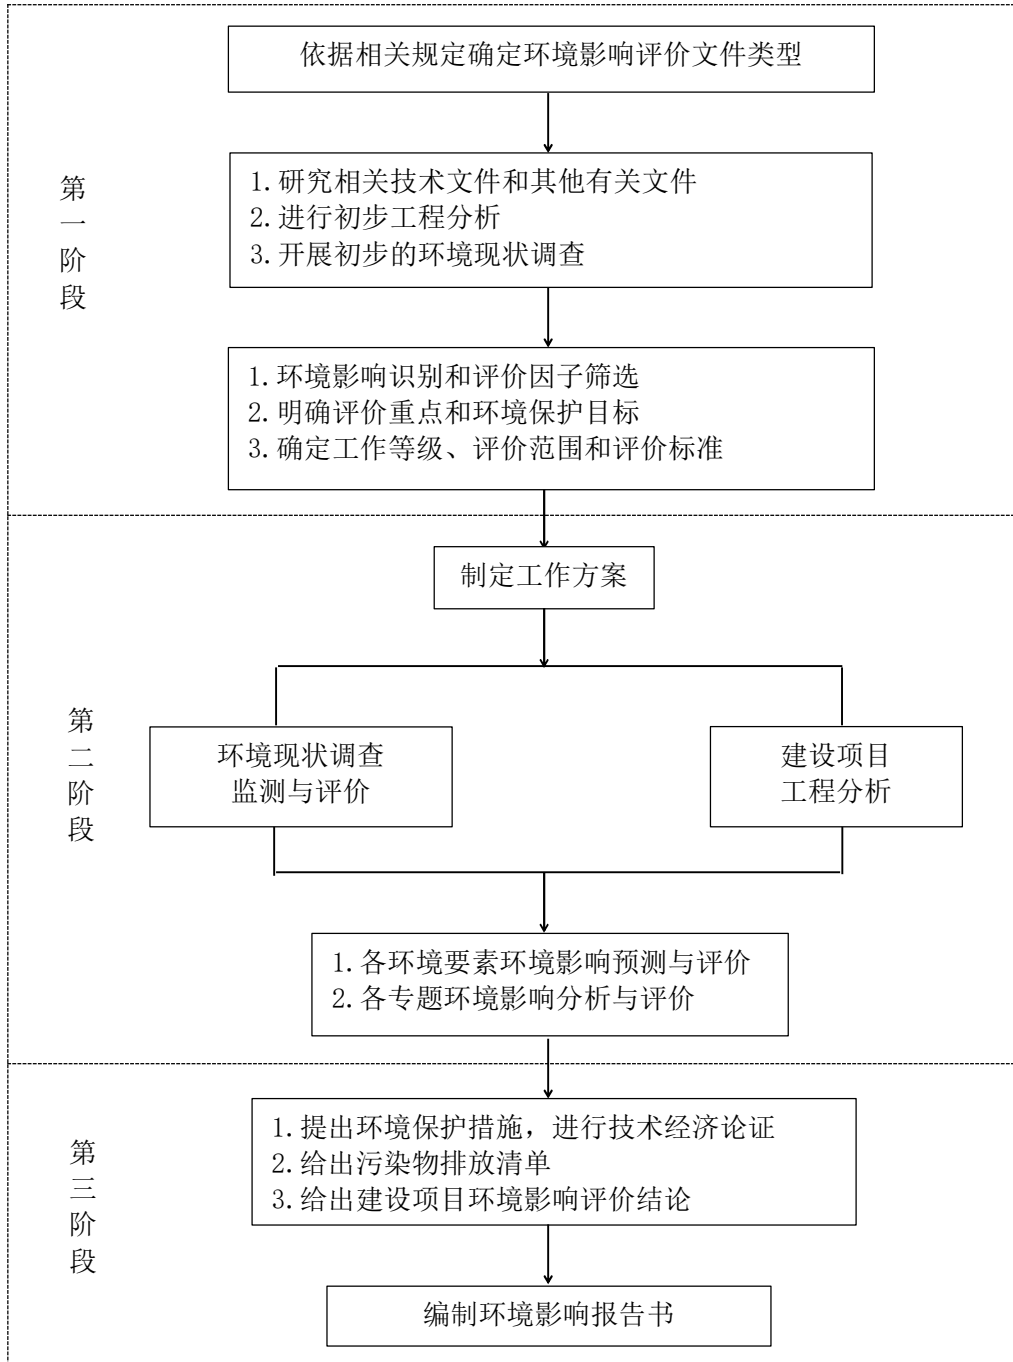 依据相关规定确定环境影响评价文件类型
第一阶段
1.研究相关技术文件和其他有关文件
2.进行初步工程分析
3.开展初步的环境现状调查
1.环境影响识别和评价因子筛选
2.明确评价重点和环境保护目标
3.确定工作等级、评价范围和评价标准
制定工作方案
第二阶段
环境现状调查
监测与评价
建设项目
工程分析
1.各环境要素环境影响预测与评价
2.各专题环境影响分析与评价
第三阶段
1.提出环境保护措施，进行技术经济论证
2.给出污染物排放清单
3.给出建设项目环境影响评价结论
编制环境影响报告书